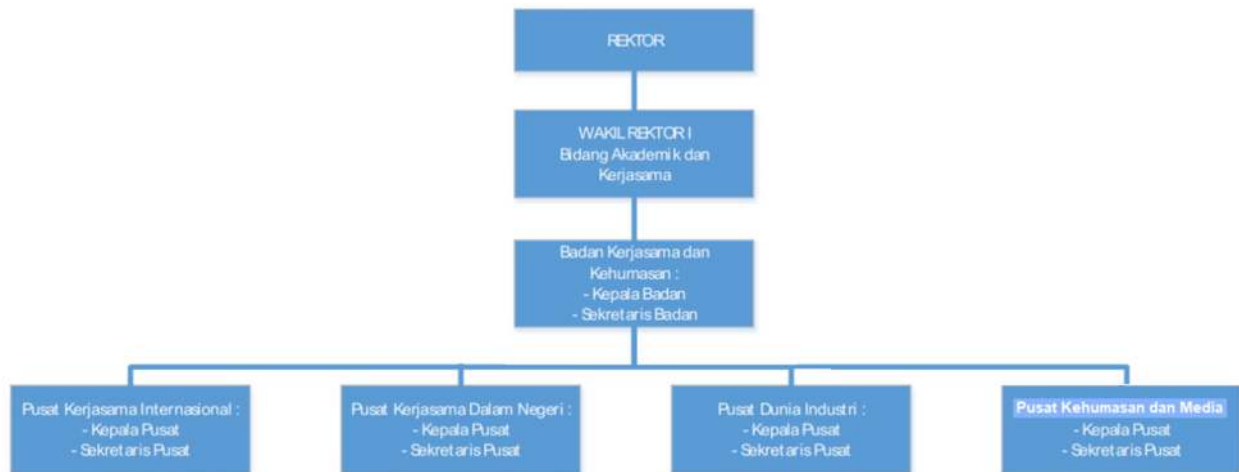 REKTOR
WAKIL REKTOR I
Bidang Akademik dan
Kerjasama
Badan Kerjasama dan
Kehumasan :
- Kepala Badan
- Sekretaris Badan
Pusat Kerjasama Internasional :
- Kepala Pusat
- Sekretaris Pusat
Pusat Kerjasama Dalam Negeri :
- Kepala Pusat
- Sekretaris Pusat
Pusat Dunia Industri :
- Kepala Pusat
- Sekretaris Pusat
Pusat Kehumasan dan Media
- Kepala Pusat
- Sekretaris Pusat